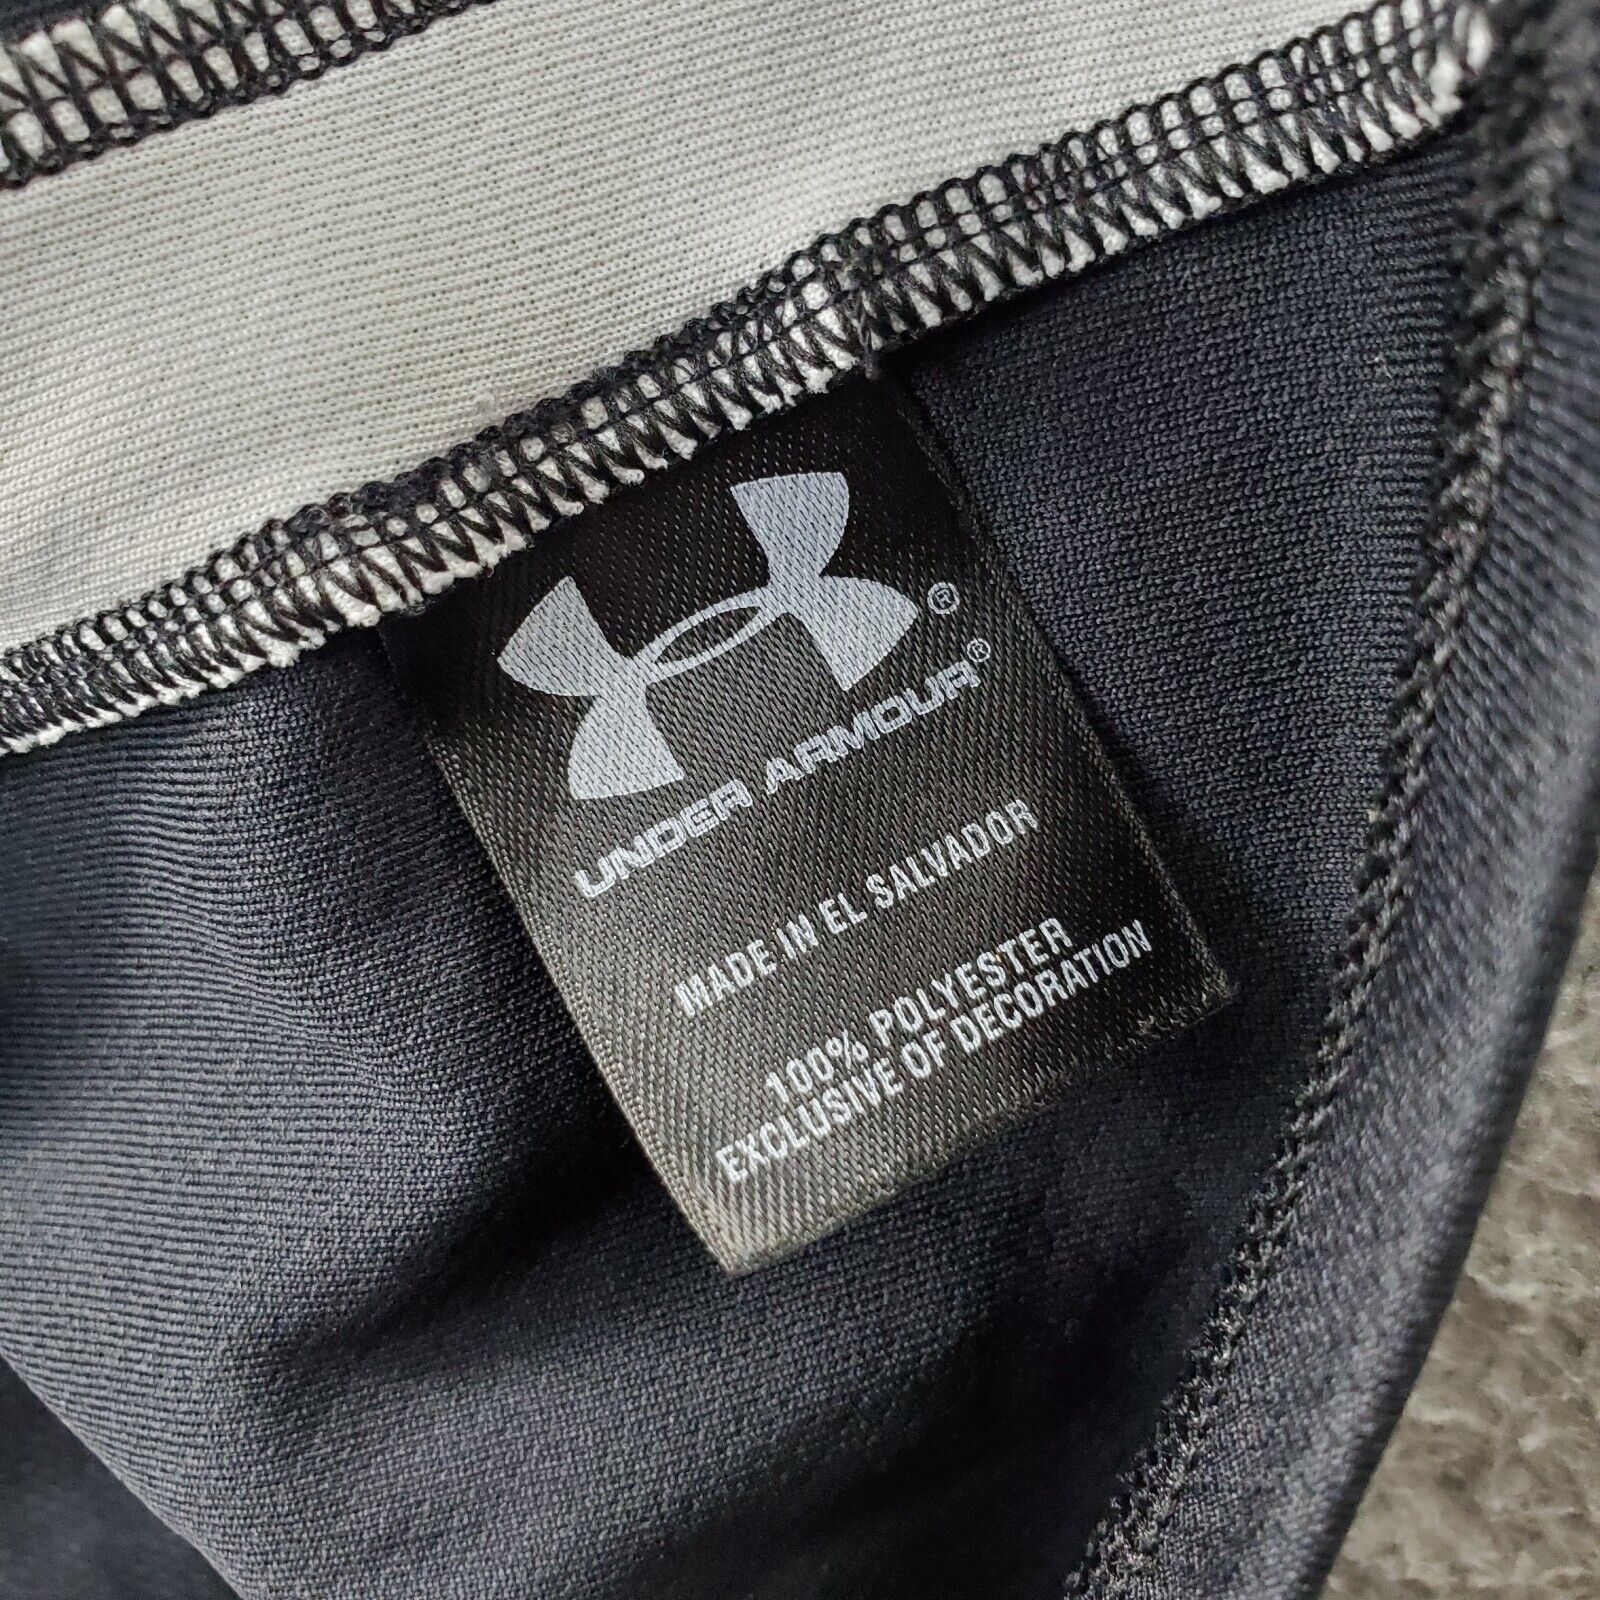 ®
UNDER ARMOUR®
MADE IN EL SALVADOR
100% POLYESTER
EXCLUSIVE OF DECORATION